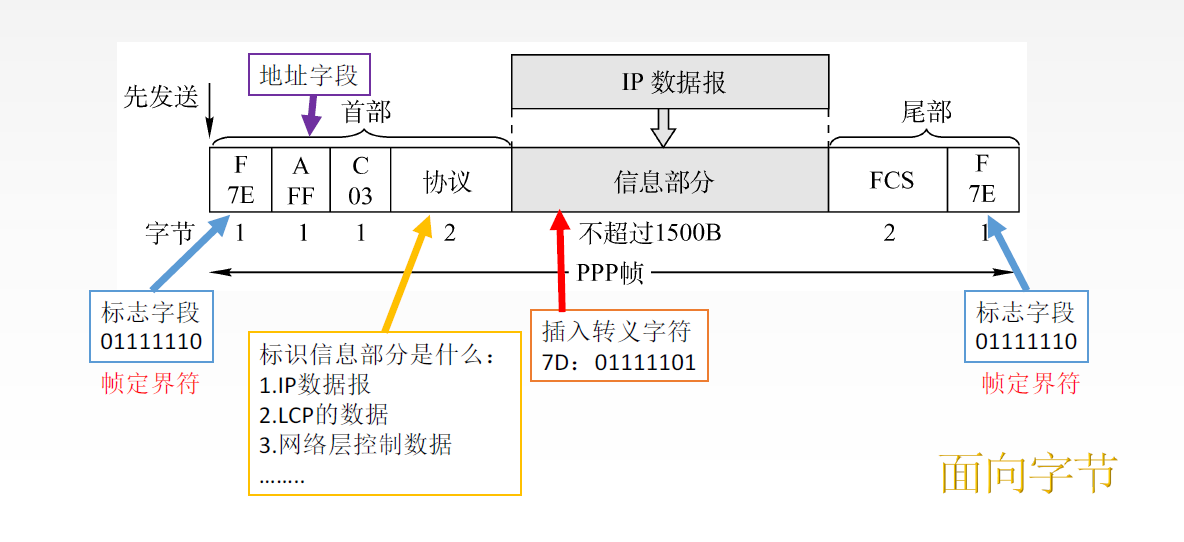 地址字段
IP 数据报
先发送
首部
尾部
F
7E
A
FF
C
03
协议
信息部分
FCS
F
7E
字节
1
1
1
2
不超过1500B
2
1
PPP帧
标志字段
01111110
帧定界符
标识信息部分是什么：
1.IP数据报
2.LCP的数据
3.网络层控制数据
……..
插入转义字符
7D：01111101
标志字段
01111110
帧定界符
面向字节